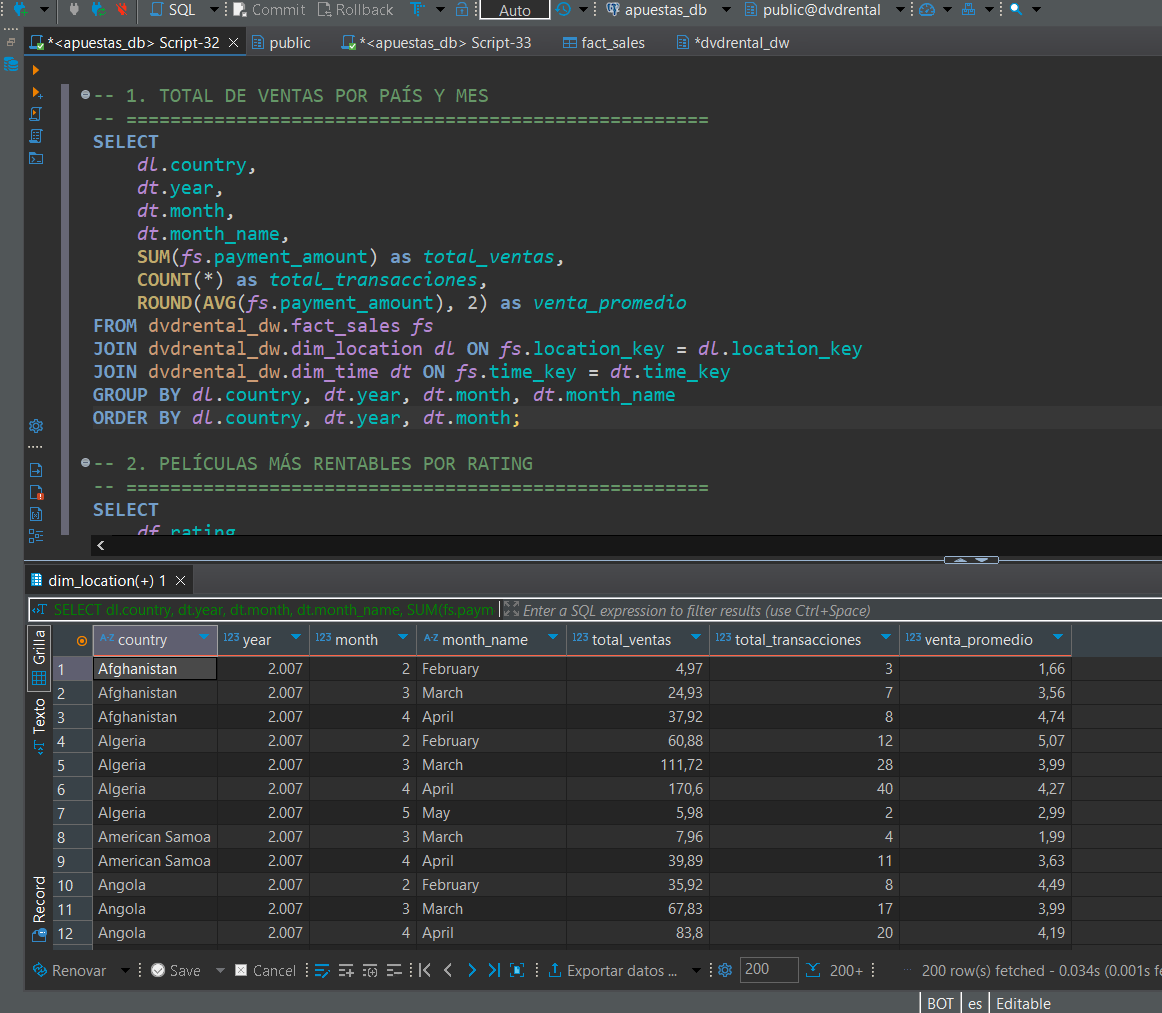 SQL Commit Rollback Auto apuestas_db public@dvdrental
*<apuestas_db> Script-32 public *<apuestas_db> Script-33 fact_sales *dvdrental_dw
-- 1. TOTAL DE VENTAS POR PAÍS Y MES
-- =====================================================
SELECT
dl.country,
dt.year,
dt.month,
dt.month_name,
SUM(fs.payment_amount) as total_ventas,
COUNT(*) as total_transacciones,
ROUND(AVG(fs.payment_amount), 2) as venta_promedio
FROM dvdrental_dw.fact_sales fs
JOIN dvdrental_dw.dim_location dl ON fs.location_key = dl.location_key
JOIN dvdrental_dw.dim_time dt ON fs.time_key = dt.time_key
GROUP BY dl.country, dt.year, dt.month, dt.month_name
ORDER BY dl.country, dt.year, dt.month;
-- 2. PELÍCULAS MÁS RENTABLES POR RATING
-- =====================================================
SELECT
df.rating
dim_location(+) 1
SELECT dl.country, dt.year, dt.month, dt.month_name, SUM(fs.paym Enter a SQL expression to filter results (use Ctrl+Space)
Grilla
Texto
Record
A-Z country 123 year 123 month A-Z month_name 123 total_ventas 123 total_transacciones 123 venta_promedio
1 Afghanistan 2.007 2 February 4,97 3 1,66
2 Afghanistan 2.007 3 March 24,93 7 3,56
3 Afghanistan 2.007 4 April 37,92 8 4,74
4 Algeria 2.007 2 February 60,88 12 5,07
5 Algeria 2.007 3 March 111,72 28 3,99
6 Algeria 2.007 4 April 170,6 40 4,27
7 Algeria 2.007 5 May 5,98 2 2,99
8 American Samoa 2.007 3 March 7,96 4 1,99
9 American Samoa 2.007 4 April 39,89 11 3,63
10 Angola 2.007 2 February 35,92 8 4,49
11 Angola 2.007 3 March 67,83 17 3,99
12 Angola 2.007 4 April 83,8 20 4,19
Renovar Save Cancel Exportar datos ... 200 200+ 200 row(s) fetched - 0.034s (0.001s fe
BOT es Editable